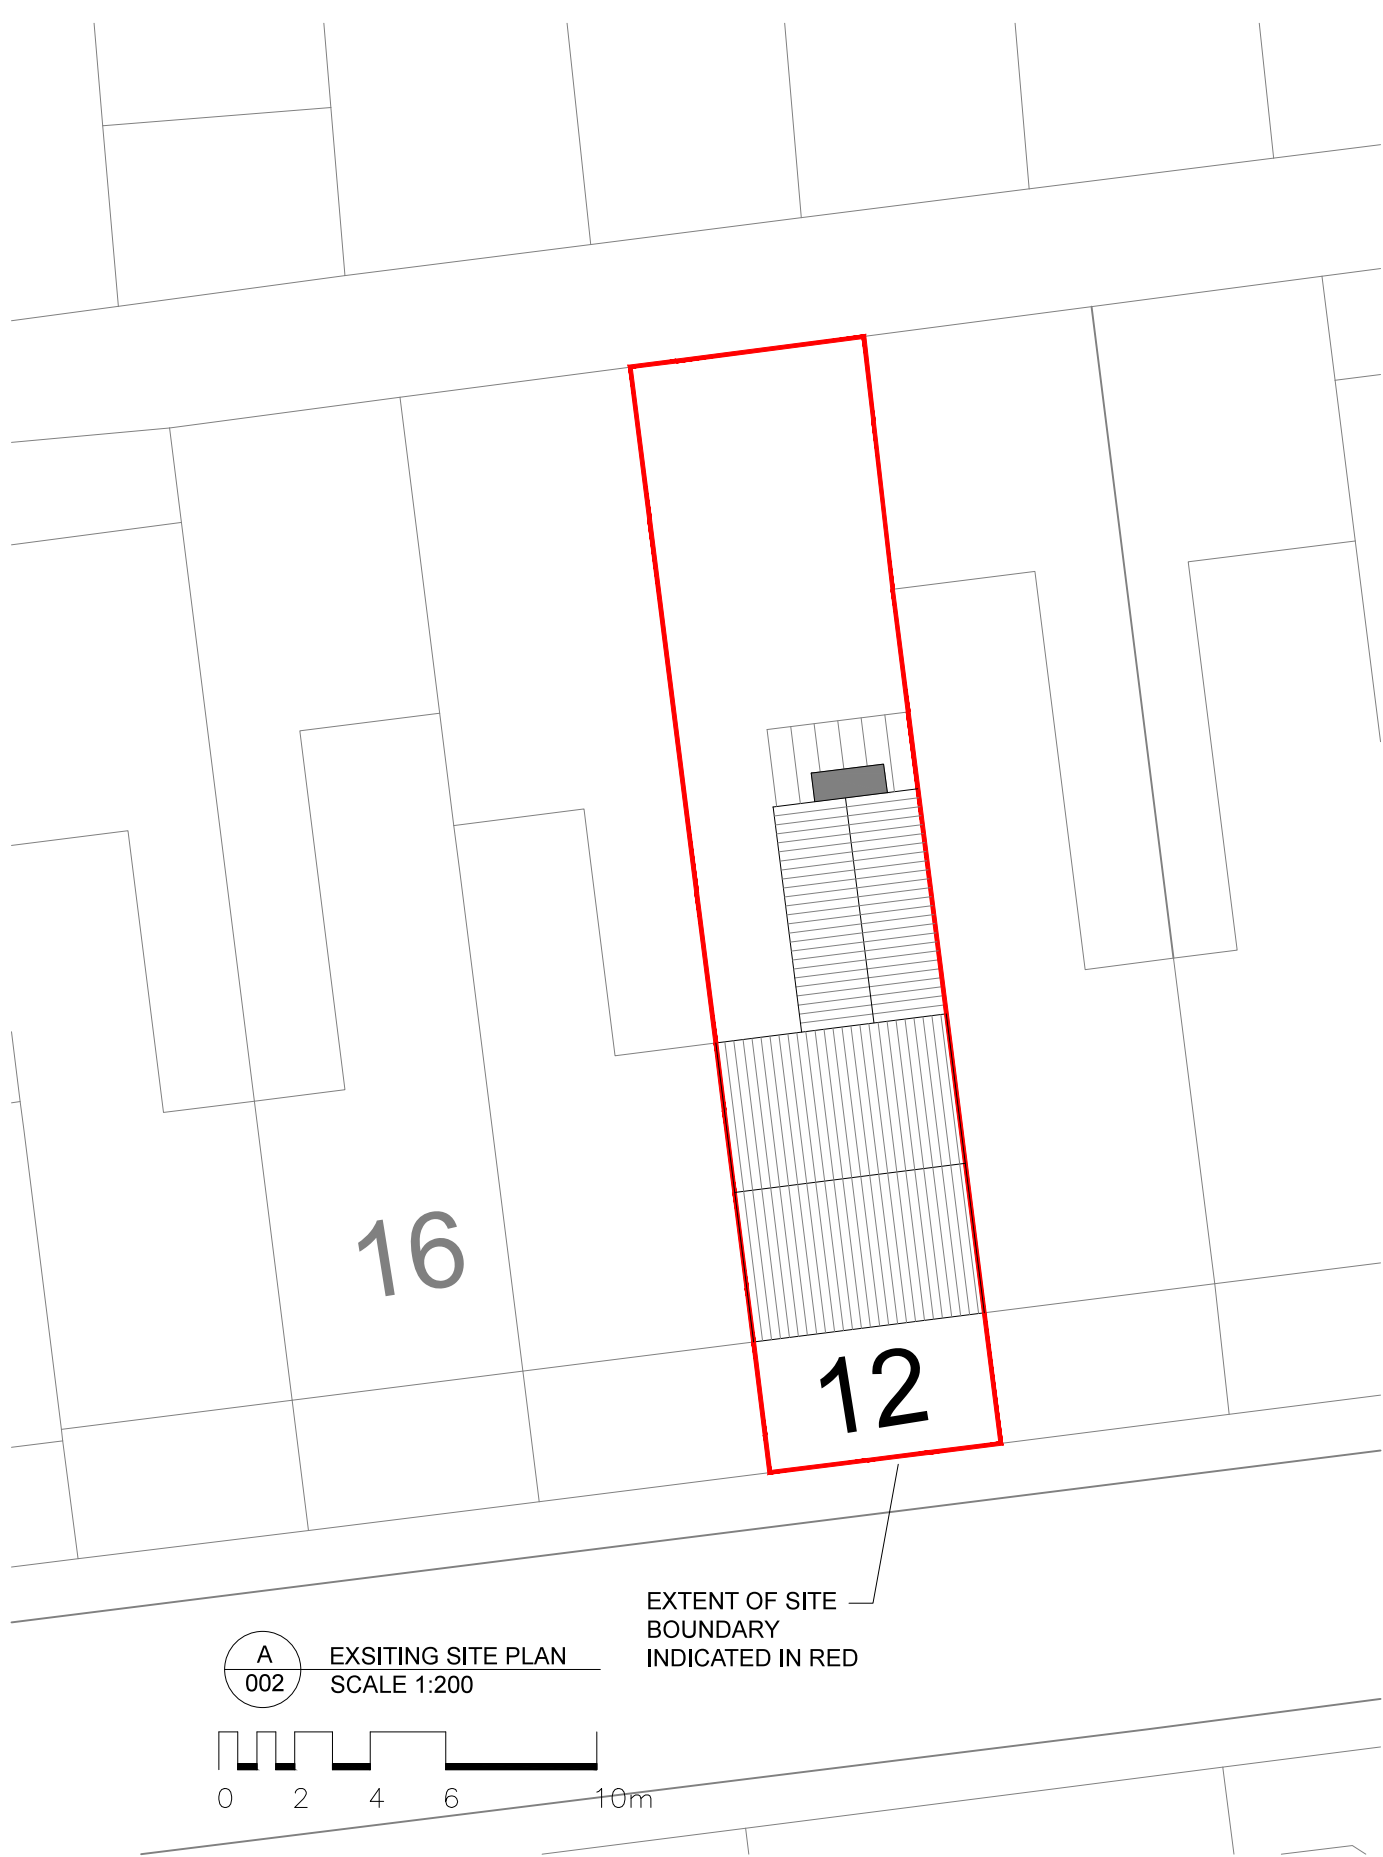 16
12
EXTENT OF SITE
BOUNDARY
INDICATED IN RED
A
002
EXSITING SITE PLAN
SCALE 1:200
0 2 4 6 10m